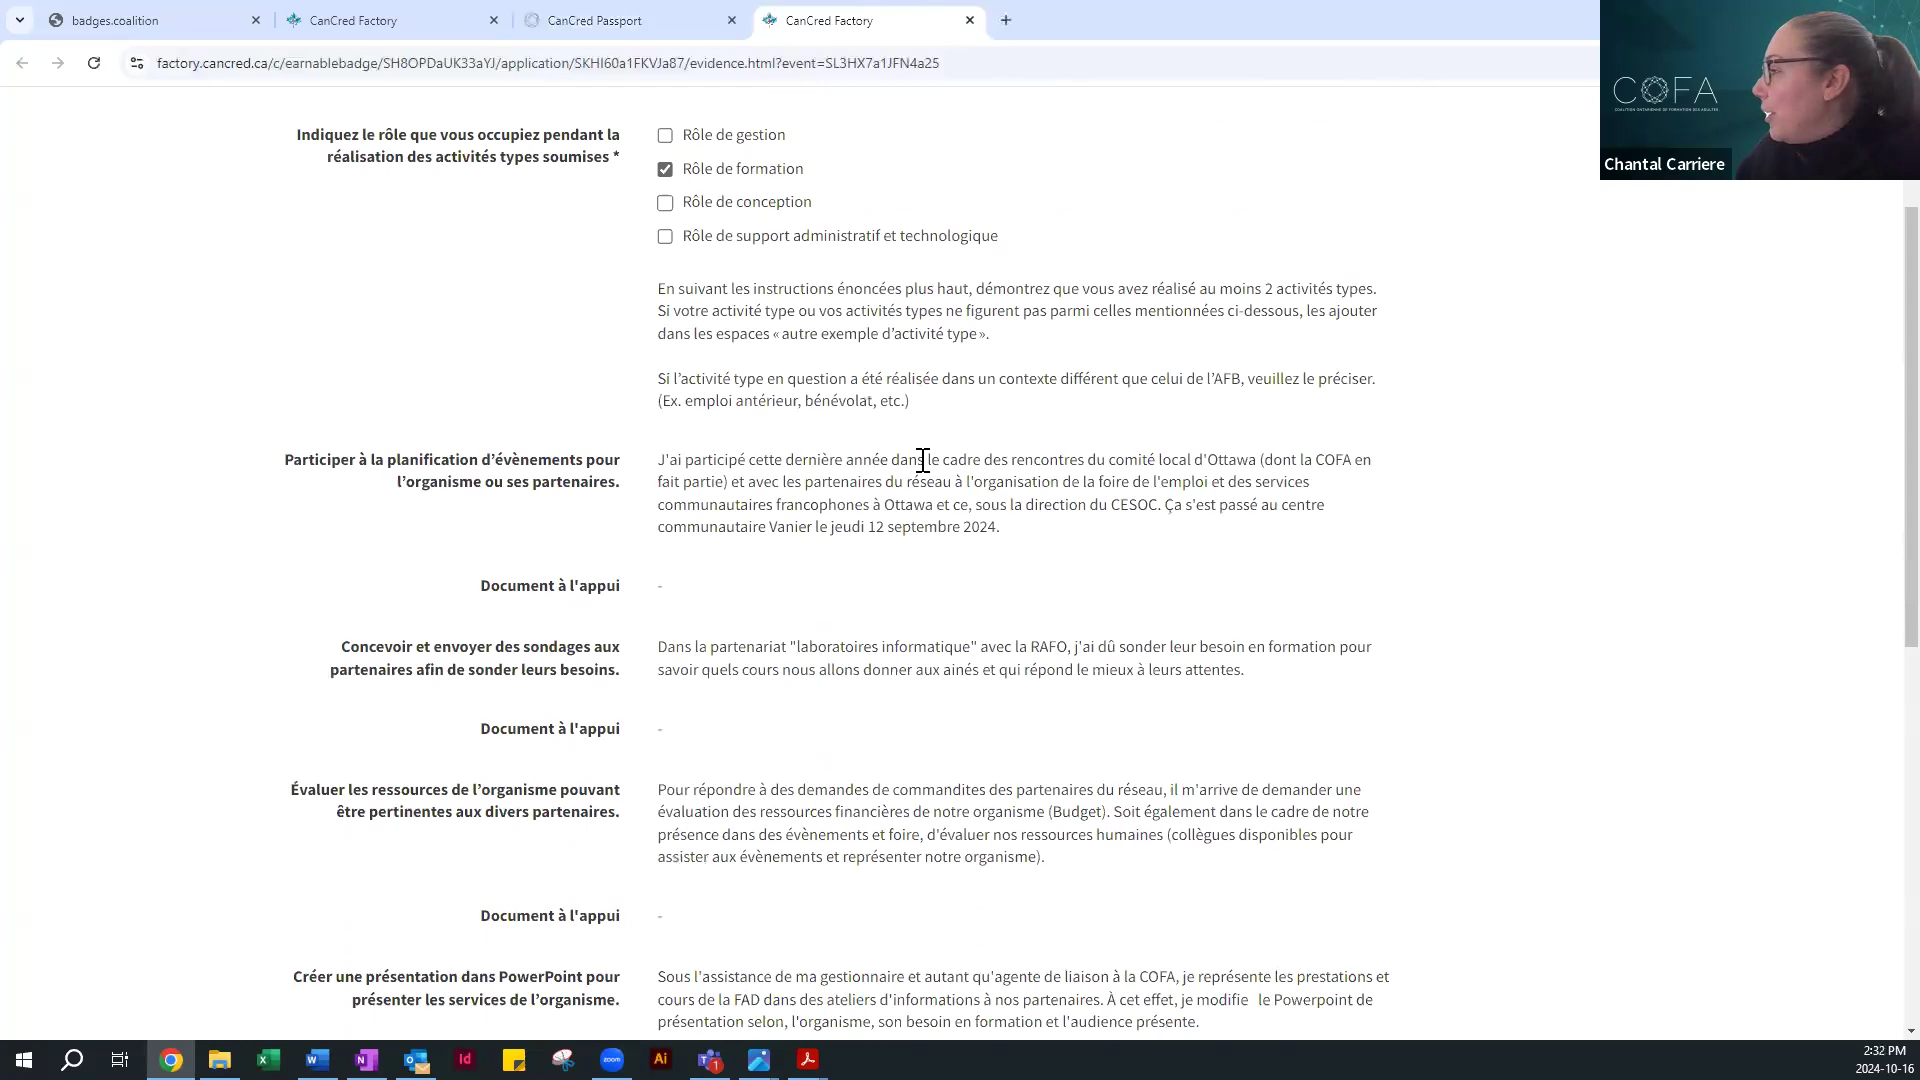 badges.coalition
CanCred Factory
CanCred Passport
CanCred Factory
factory.cancred.ca/c/earnablebadge/SH8OPDaUK33aYJ/application/SKHI60a1FKVJa87/evidence.html?event=SL3HX7a1JFN4a25
COFA
COALITION ONTARIENNE DE FORMATION DES ADULTES
Chantal Carriere
Indiquez le rôle que vous occupiez pendant la
réalisation des activités types soumises *
Rôle de gestion
Rôle de formation
Rôle de conception
Rôle de support administratif et technologique
En suivant les instructions énoncées plus haut, démontrez que vous avez réalisé au moins 2 activités types.
Si votre activité type ou vos activités types ne figurent pas parmi celles mentionnées ci-dessous, les ajouter
dans les espaces « autre exemple d’activité type ».
Si l’activité type en question a été réalisée dans un contexte différent que celui de l’AFB, veuillez le préciser.
(Ex. emploi antérieur, bénévolat, etc.)
Participer à la planification d’évènements pour
l’organisme ou ses partenaires.
J'ai participé cette dernière année dans le cadre des rencontres du comité local d'Ottawa (dont la COFA en
fait partie) et avec les partenaires du réseau à l'organisation de la foire de l'emploi et des services
communautaires francophones à Ottawa et ce, sous la direction du CESOC. Ça s'est passé au centre
communautaire Vanier le jeudi 12 septembre 2024.
Document à l'appui
-
Concevoir et envoyer des sondages aux
partenaires afin de sonder leurs besoins.
Dans la partenariat "laboratoires informatique" avec la RAFO, j'ai dû sonder leur besoin en formation pour
savoir quels cours nous allons donner aux ainés et qui répond le mieux à leurs attentes.
Document à l'appui
-
Évaluer les ressources de l’organisme pouvant
être pertinentes aux divers partenaires.
Pour répondre à des demandes de commandites des partenaires du réseau, il m'arrive de demander une
évaluation des ressources financières de notre organisme (Budget). Soit également dans le cadre de notre
présence dans des évènements et foire, d'évaluer nos ressources humaines (collègues disponibles pour
assister aux évènements et représenter notre organisme).
Document à l'appui
-
Créer une présentation dans PowerPoint pour
présenter les services de l’organisme.
Sous l'assistance de ma gestionnaire et autant qu'agente de liaison à la COFA, je représente les prestations et
cours de la FAD dans des ateliers d'informations à nos partenaires. À cet effet, je modifie le Powerpoint de
présentation selon, l'organisme, son besoin en formation et l'audience présente.
2:32 PM
2024-10-16